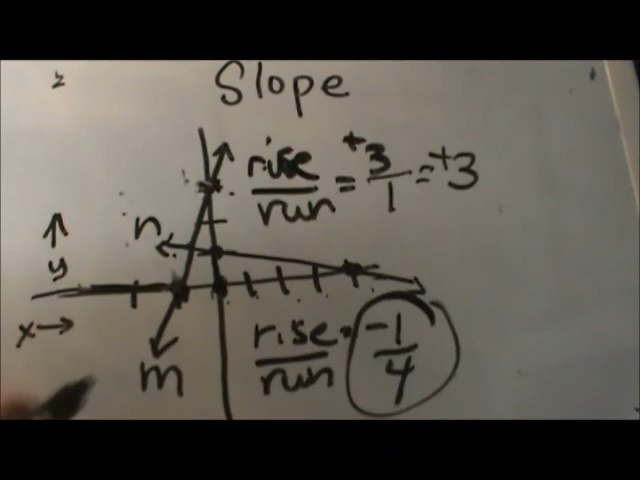 Slope
rise/run = +3/1 = +3
n
y
x →
rise/run = -1/4
m